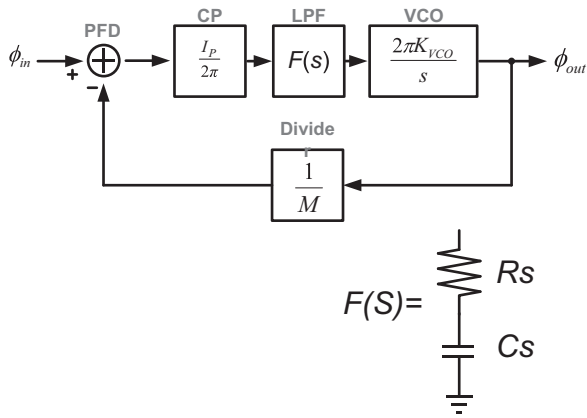 PFD
CP
LPF
VCO
ϕin
+
−
IP
2π
F(s)
2πKVCO
s
ϕout
Divide
r
1
M
F(S)=
Rs
Cs